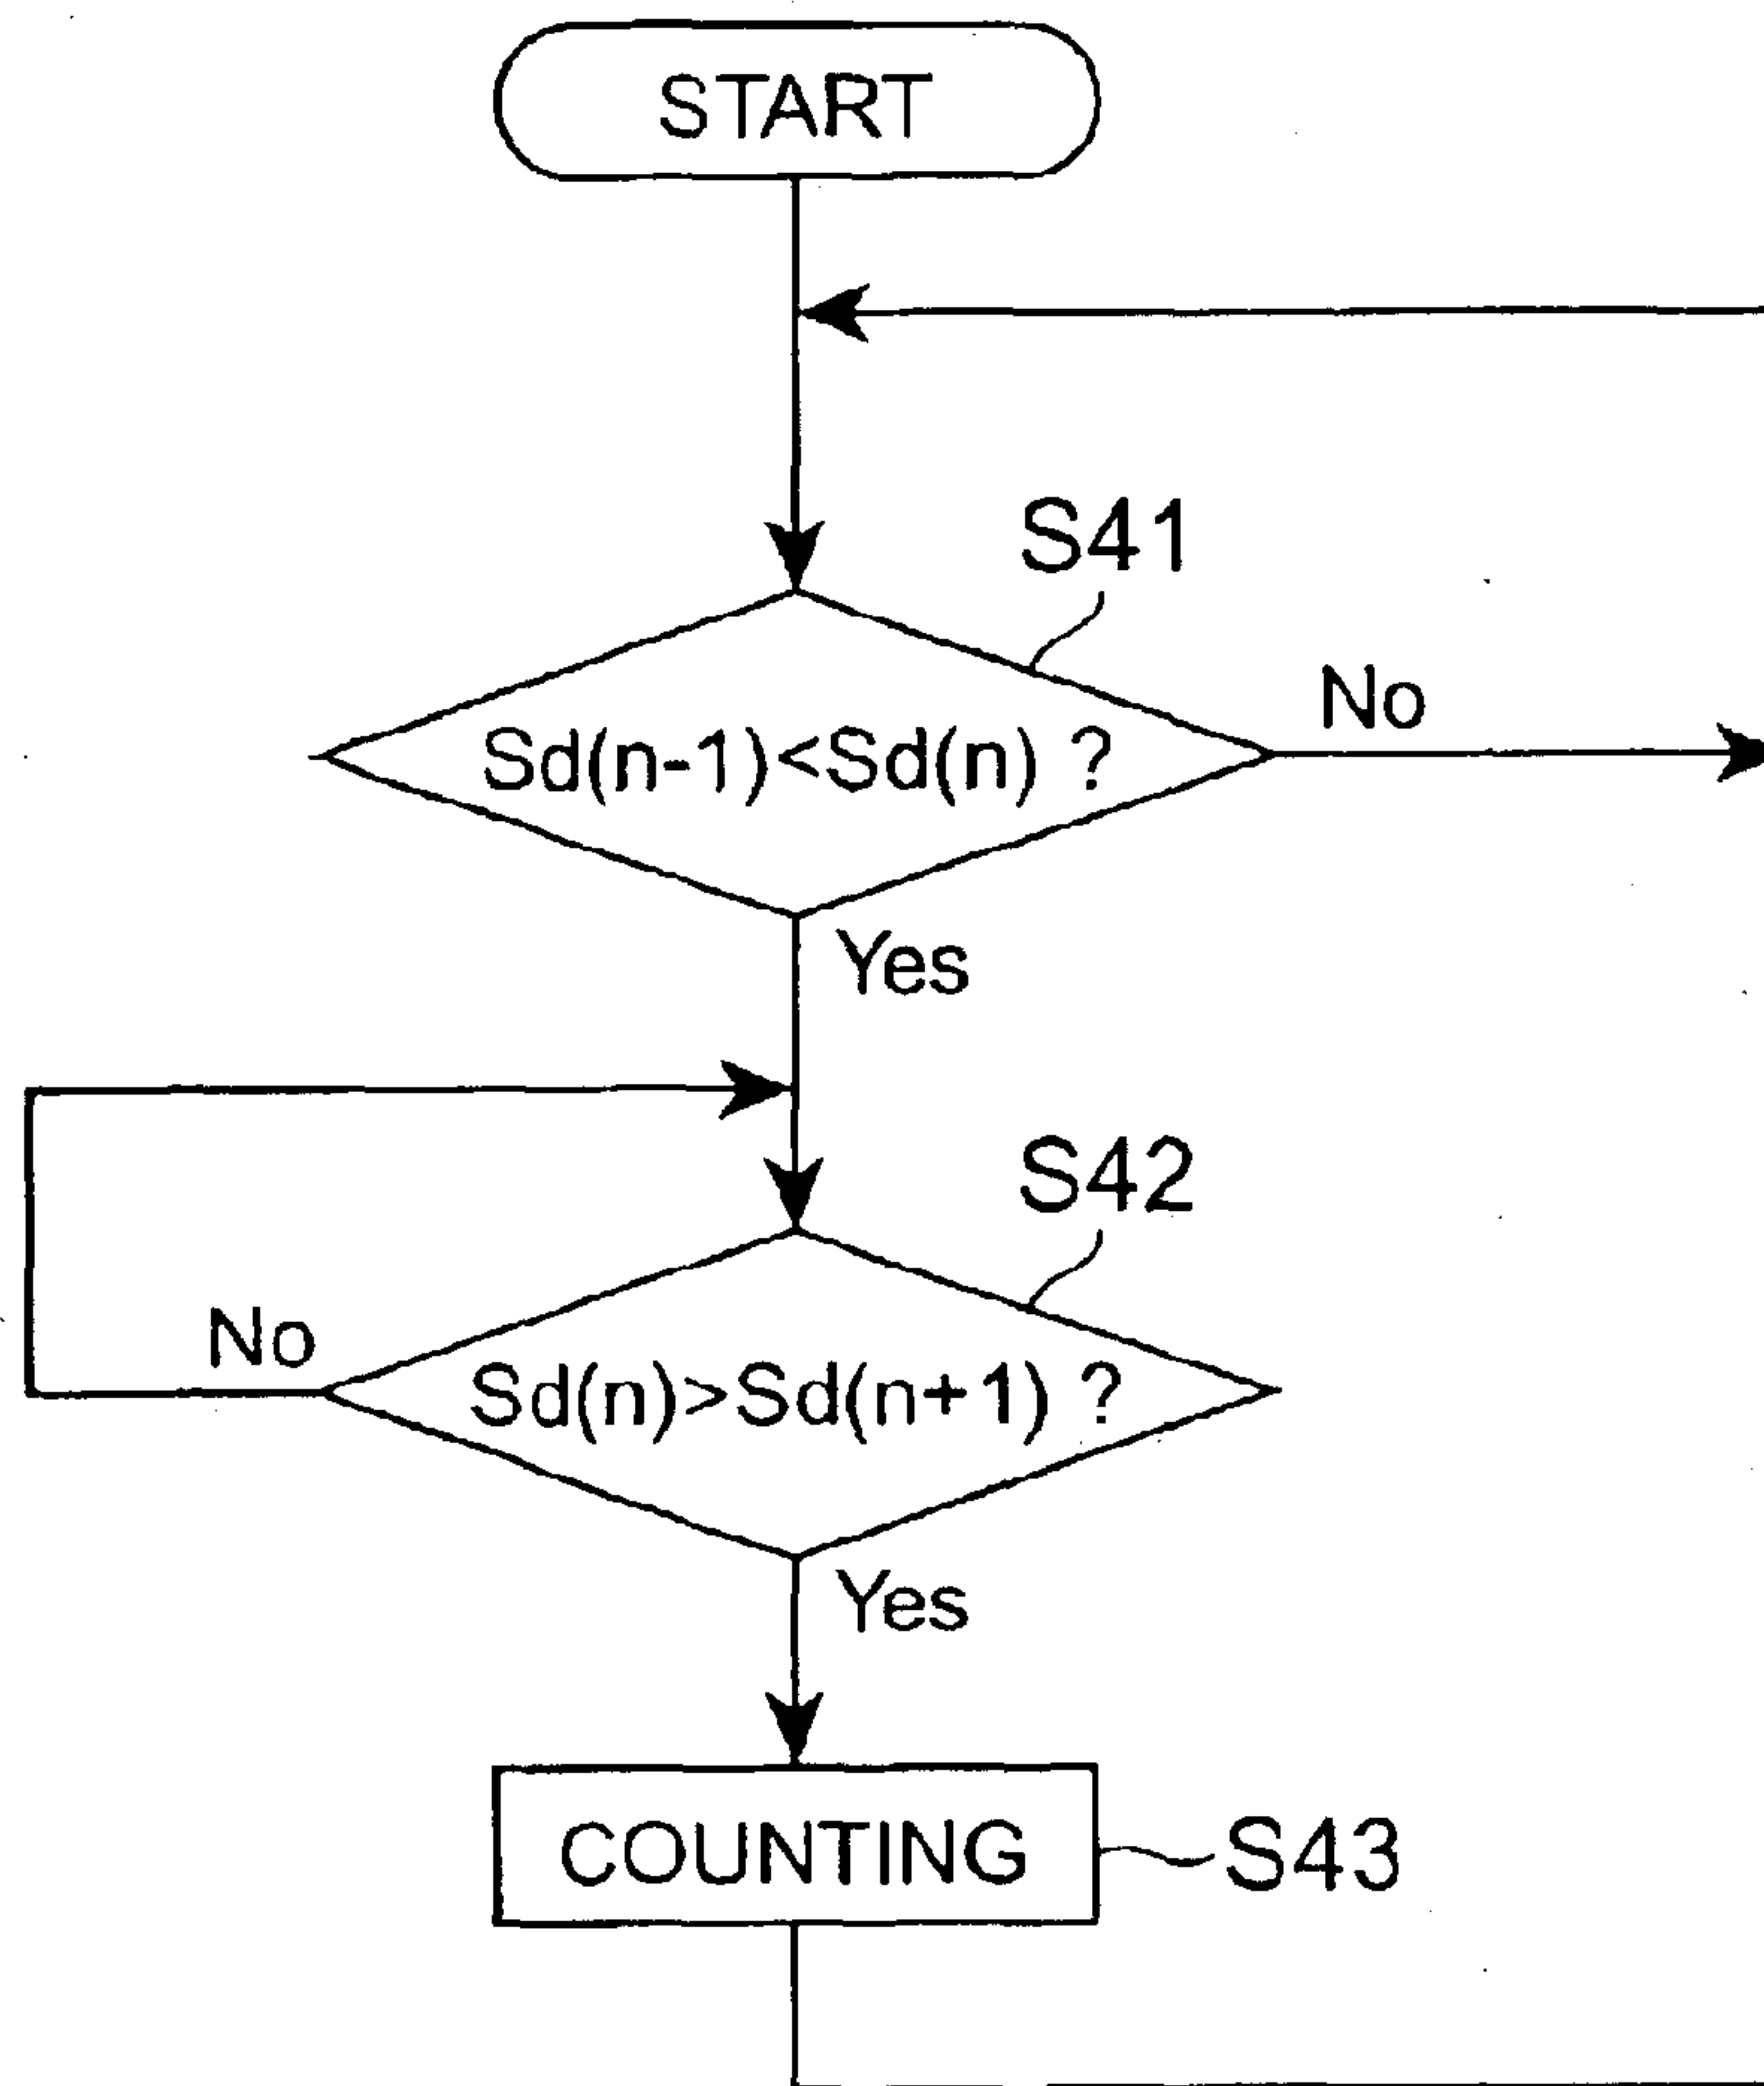 START
S41
Sd(n-1)<Sd(n) ?
No
Yes
S42
No
Sd(n)>Sd(n+1) ?
Yes
COUNTING
S43